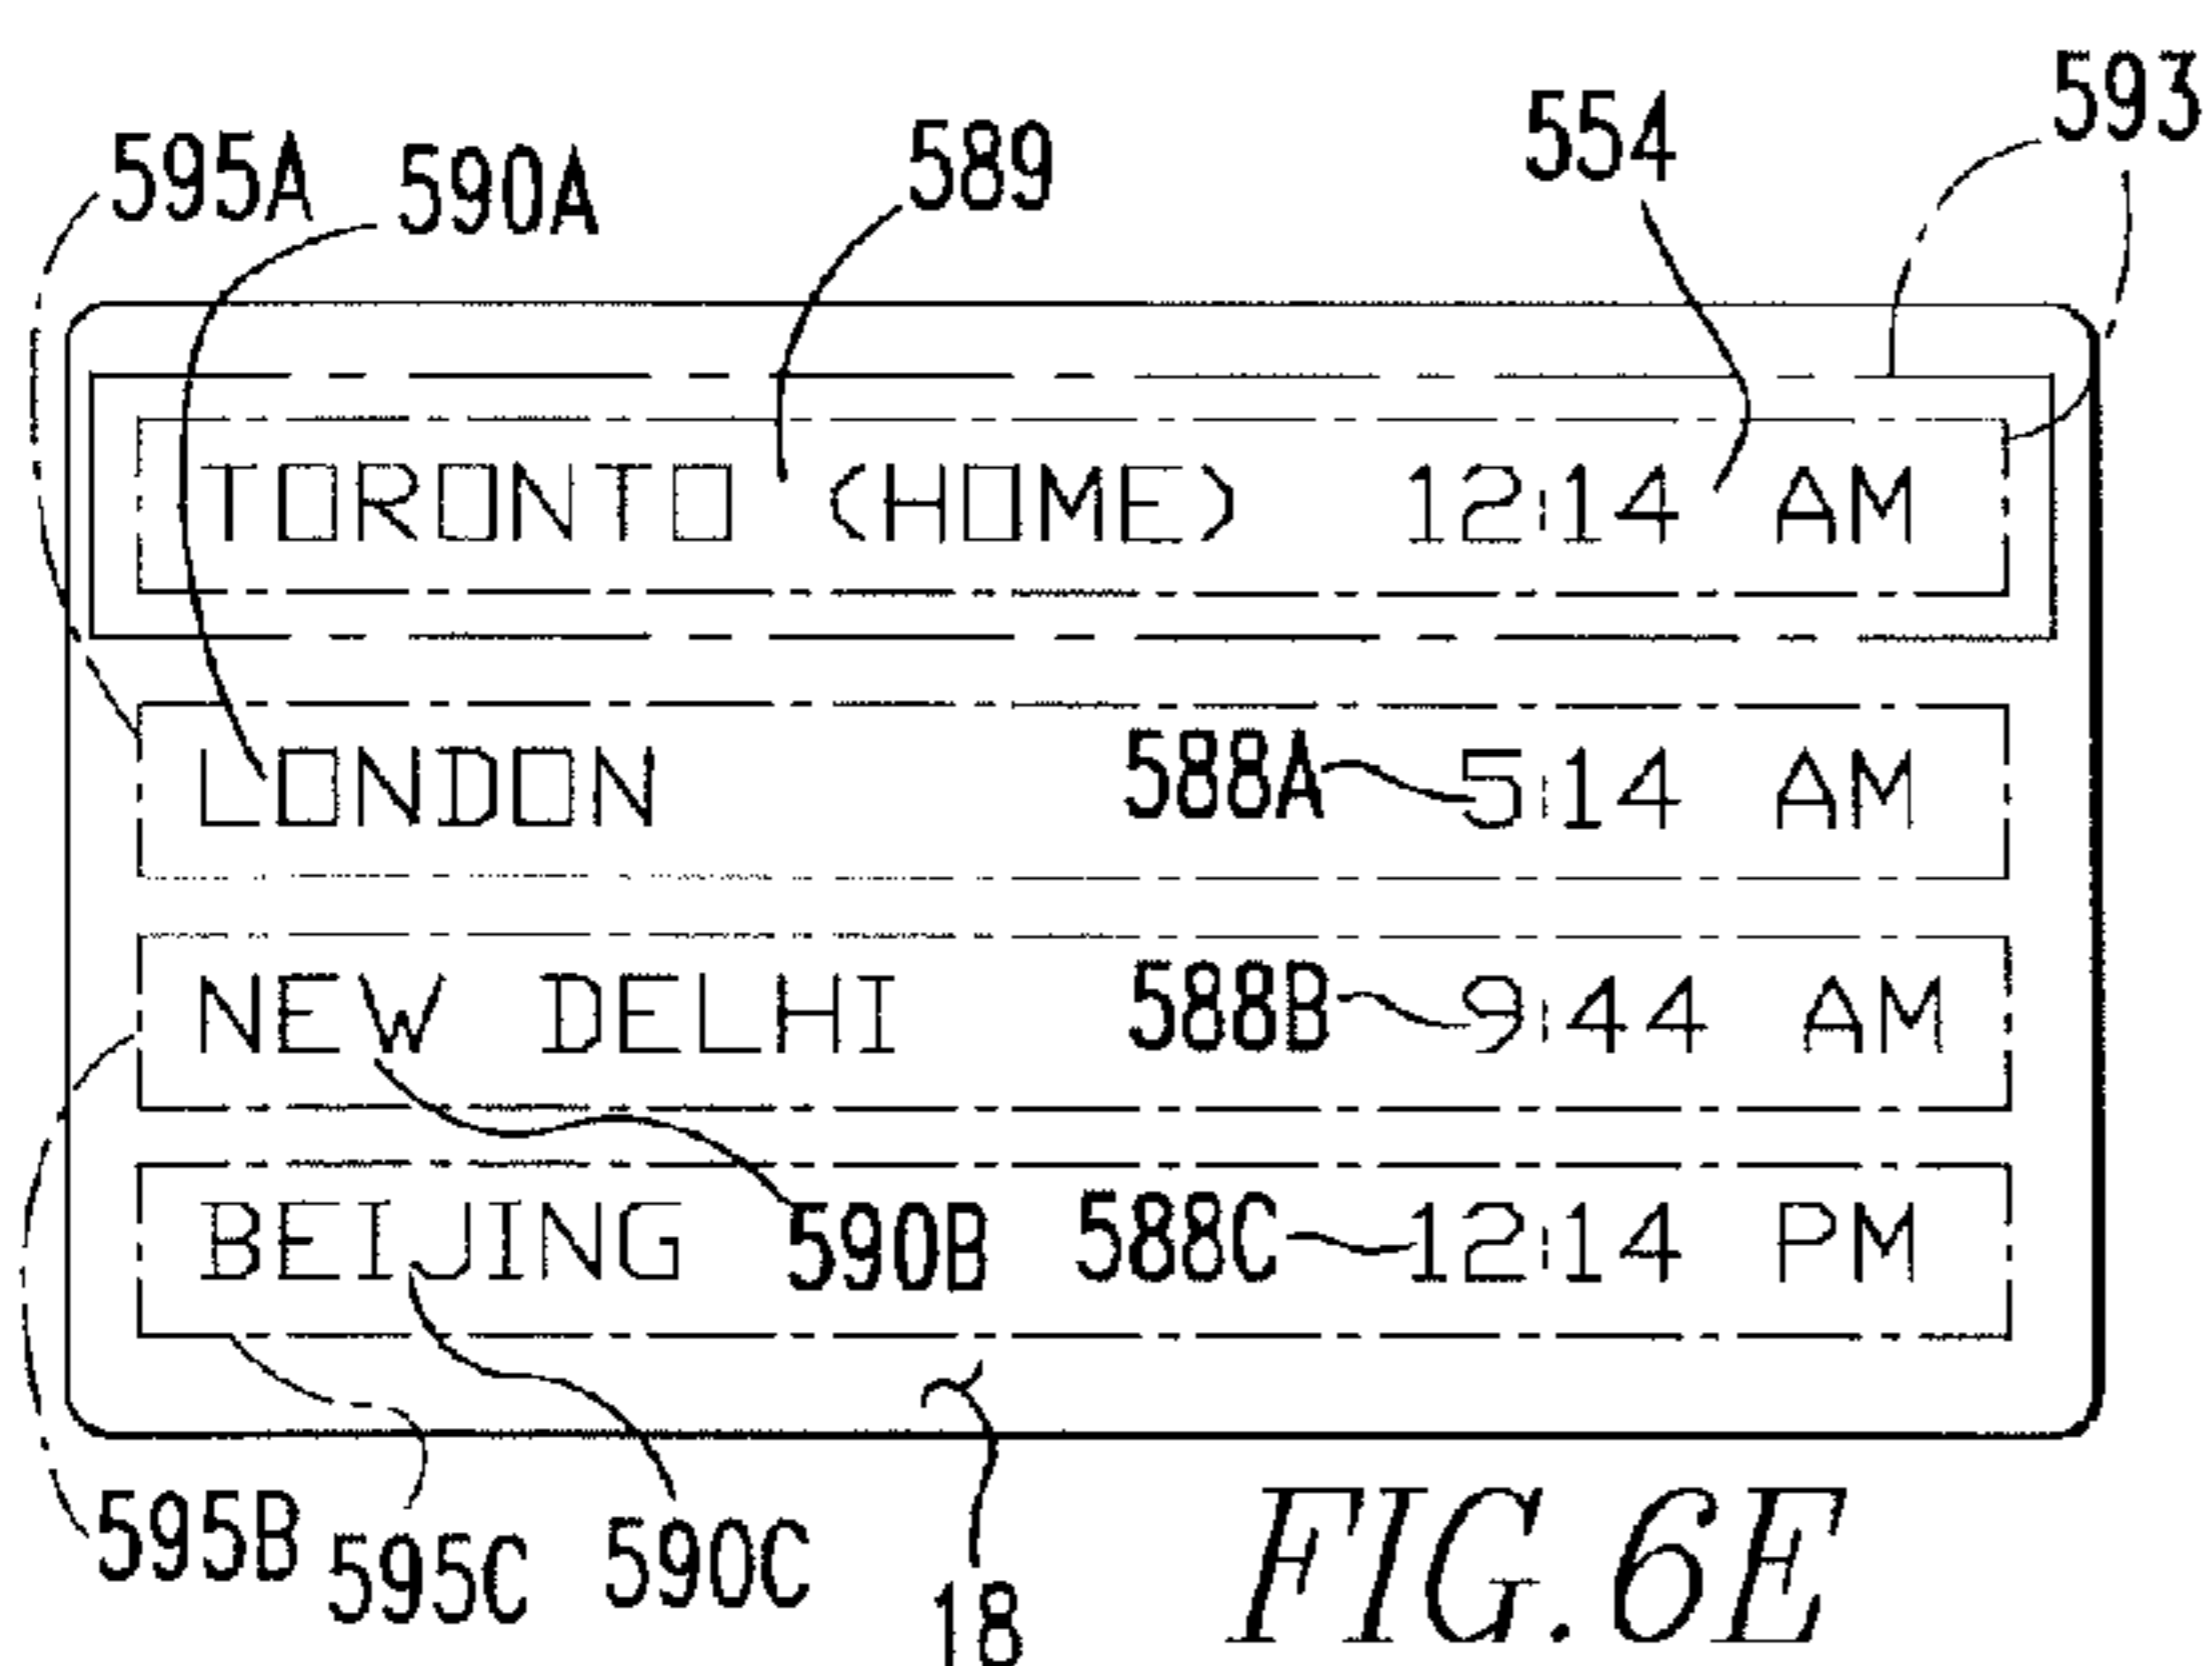 593
554
589
595A 590A
TORONTO (HOME) 12:14 AM
LONDON 588A 5:14 AM
NEW DELHI 588B 9:44 AM
BEIJING 590B 588C 12:14 PM
595B 595C 590C 18 FIG.6E